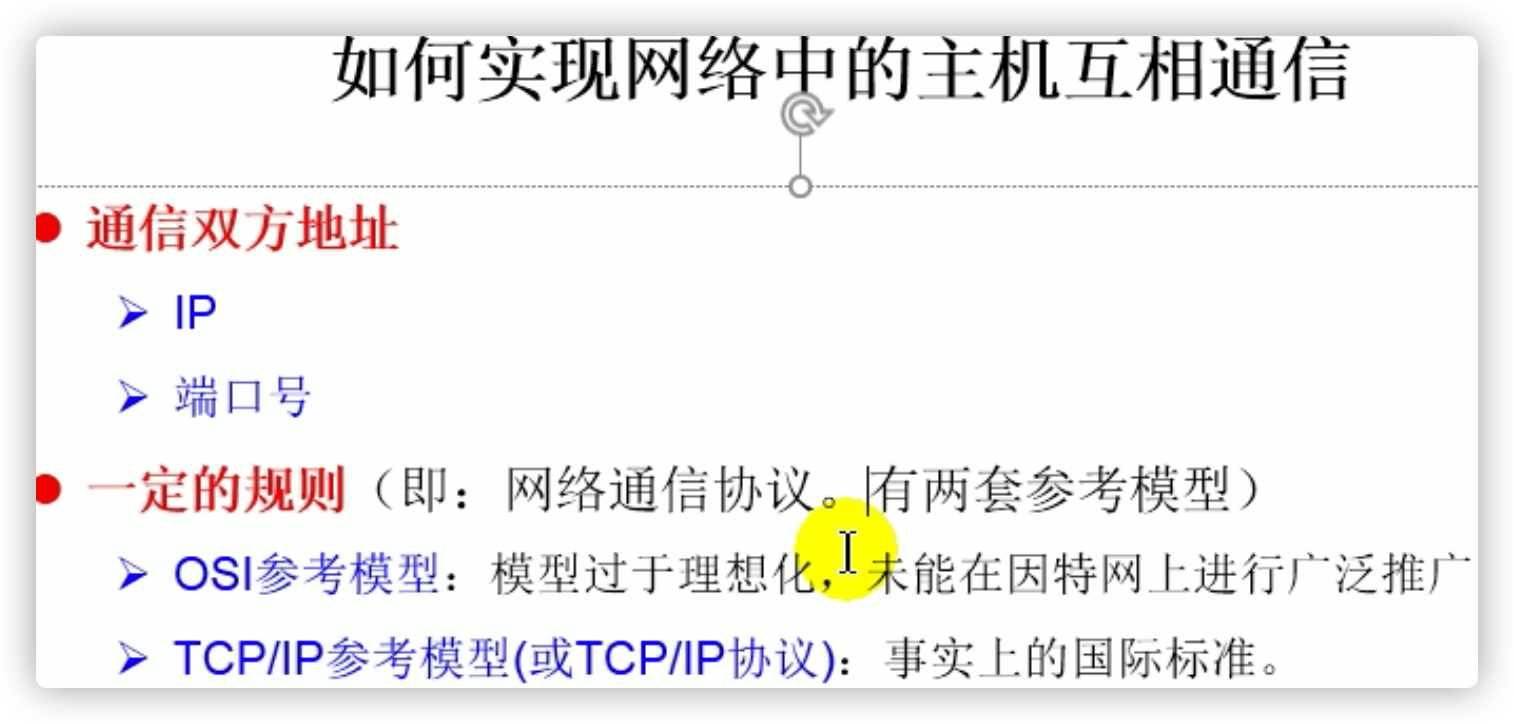 如何实现网络中的主机互相通信
通信双方地址
IP
端口号
一定的规则（即：网络通信协议。有两套参考模型）
OSI参考模型：模型过于理想化，未能在因特网上进行广泛推广
TCP/IP参考模型(或TCP/IP协议)：事实上的国际标准。